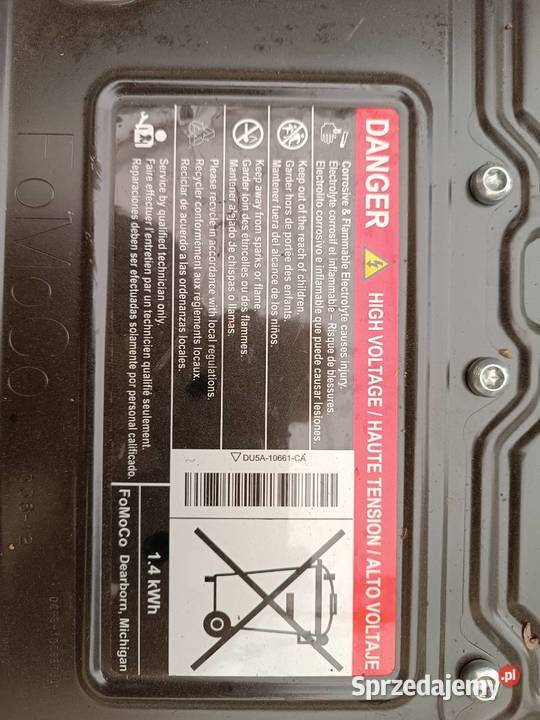 DANGER HIGH VOLTAGE / HAUTE TENSION / ALTO VOLTAJE
Corrosive & Flammable Electrolyte causes injury.
Électrolyte corrosif et inflammable – Risque de blessures.
Electrolito corrosivo e inflamable que puede causar lesiones.
Keep out of the reach of children.
Garder hors de portée des enfants.
Mantener fuera del alcance de los niños.
Keep away from sparks or flame.
Garder loin des étincelles ou des flammes.
Mantener alejado de chispas o llamas.
Please recycle in accordance with local regulations.
Recycler conformément aux règlements locaux.
Reciclar de acuerdo a las ordenanzas locales.
Service by qualified technician only.
Faire effectuer l'entretien par un technicien qualifié seulement.
Reparaciones deben ser efectuadas solamente por personal calificado.
DU5A-10661-CA
1.4 kWh
FoMoCo Dearborn, Michigan
FoMoCo
Sprzedajemy.pl